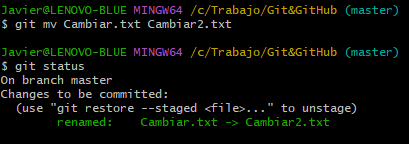 Javier@LENOVO-BLUE MINGW64 /c/Trabajo/Git&GitHub (master)
$ git mv Cambiar.txt Cambiar2.txt
Javier@LENOVO-BLUE MINGW64 /c/Trabajo/Git&GitHub (master)
$ git status
On branch master
Changes to be committed:
  (use "git restore --staged <file>..." to unstage)
        renamed:    Cambiar.txt -> Cambiar2.txt